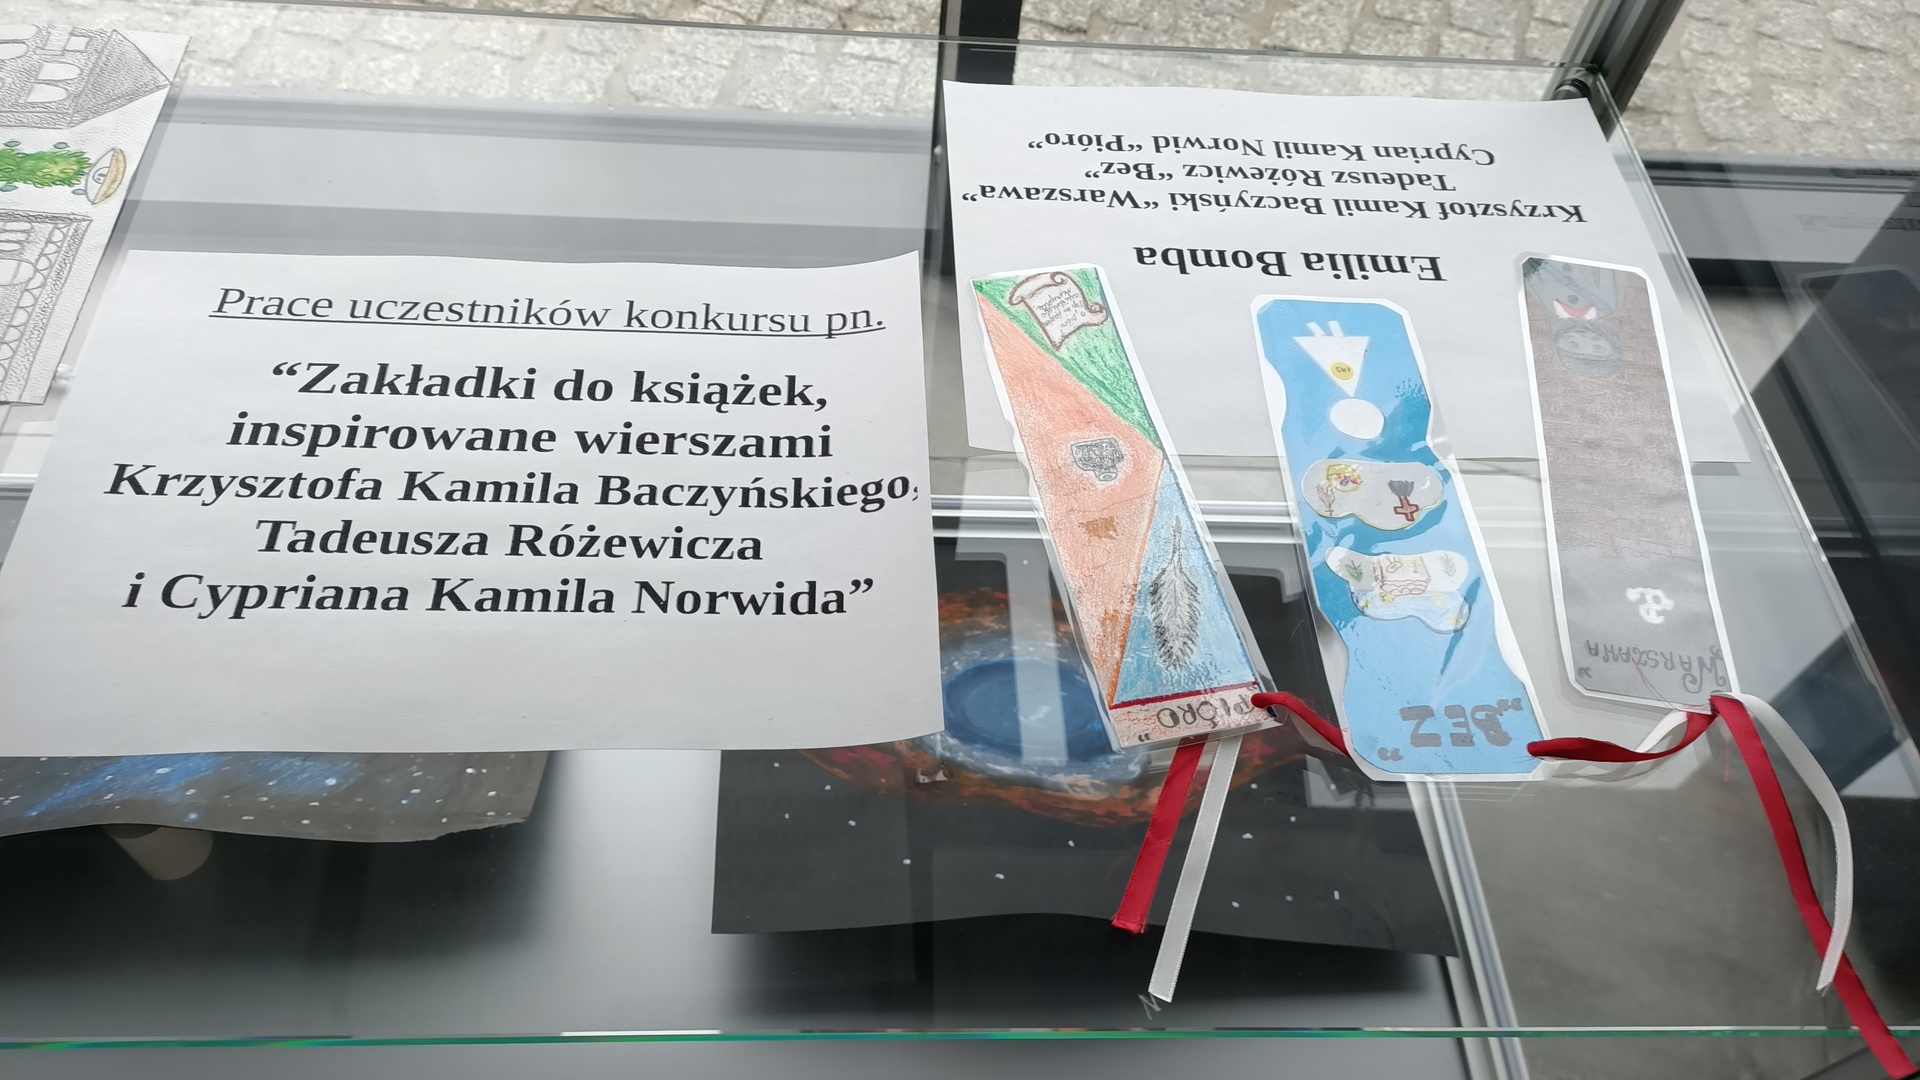 Prace uczestników konkursu pn.
“Zakładki do książek,
inspirowane wierszami
Krzysztofa Kamila Baczyńskiego,
Tadeusza Różewicza
i Cypriana Kamila Norwida”
Emilia Bomba
Krzysztof Kamil Baczyński “Warszawa”
Tadeusz Różewicz “Bez”
Cyprian Kamil Norwid “Pióro”
„PIÓRO”
„BEZ”
„WARSZAWA”